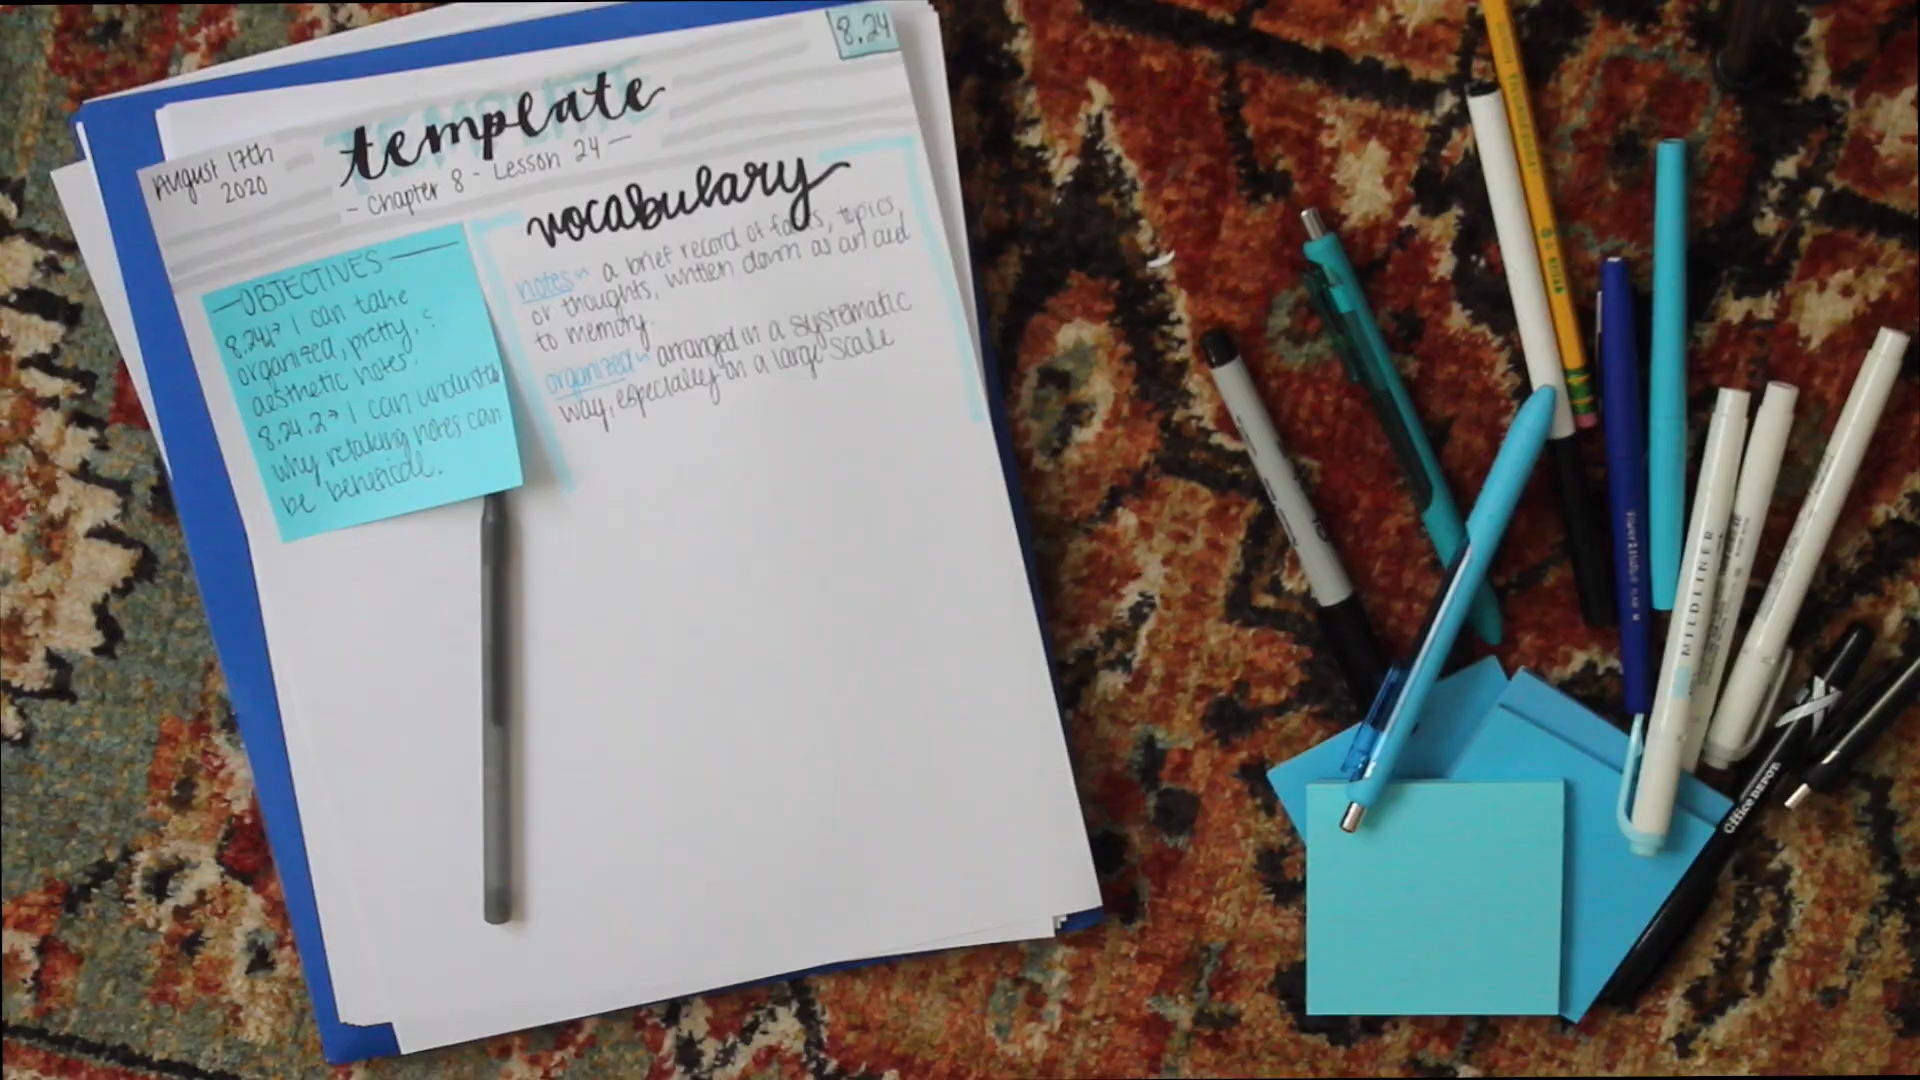 8.24
template
August 17th
2020
- Chapter 8 - Lesson 24 -
vocabulary
- OBJECTIVES -
8.24.1→ I can take
organized, pretty, &
aesthetic notes.
8.24.2→ I can understand
why retaking notes can
be beneficial.
notes~ a brief record of facts, topics
or thoughts, written down as an aid
to memory.
organized~ arranged in a systematic
way, especially on a large scale
MILDLINER
Office DEPOT